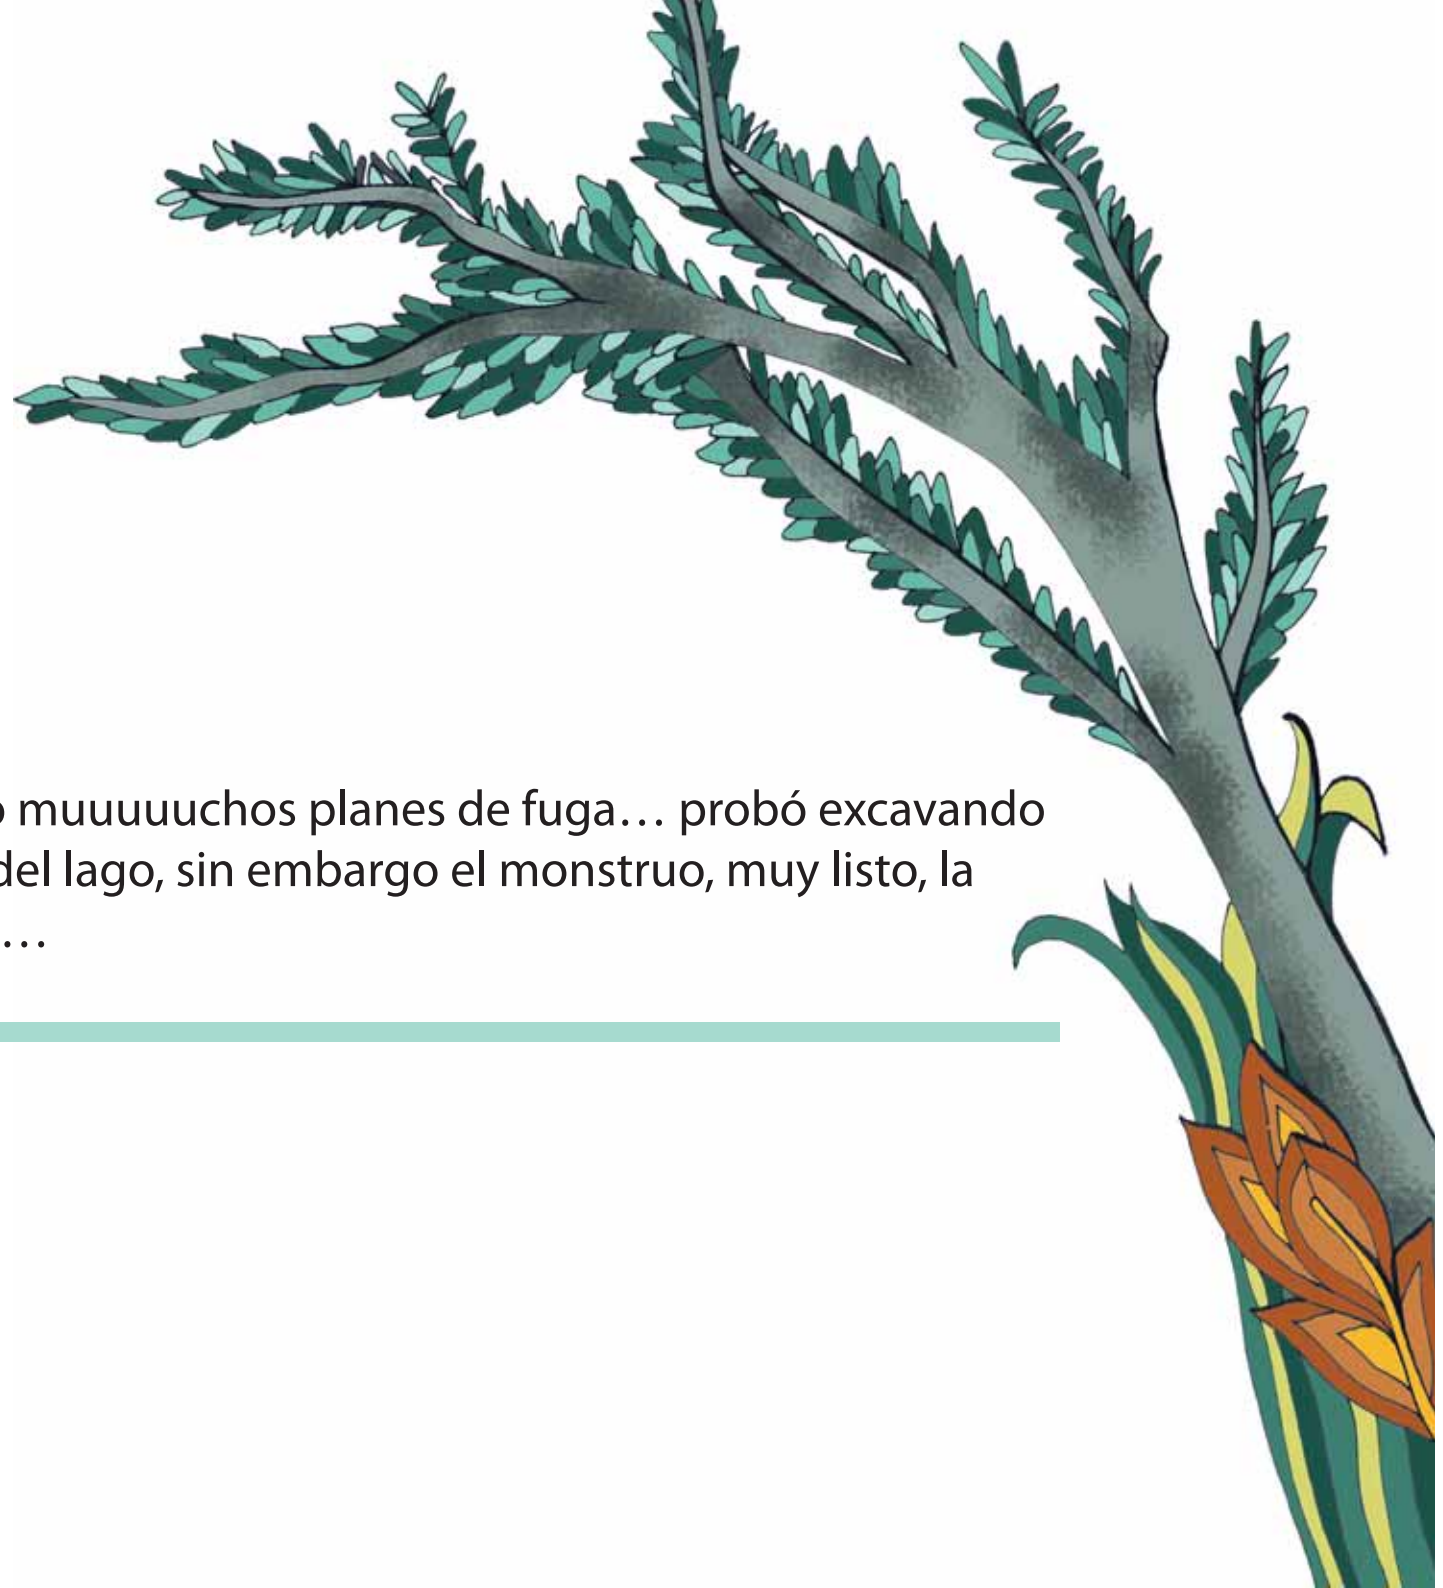 muuuuuchos planes de fuga… probó excavando
del lago, sin embargo el monstruo, muy listo, la
…